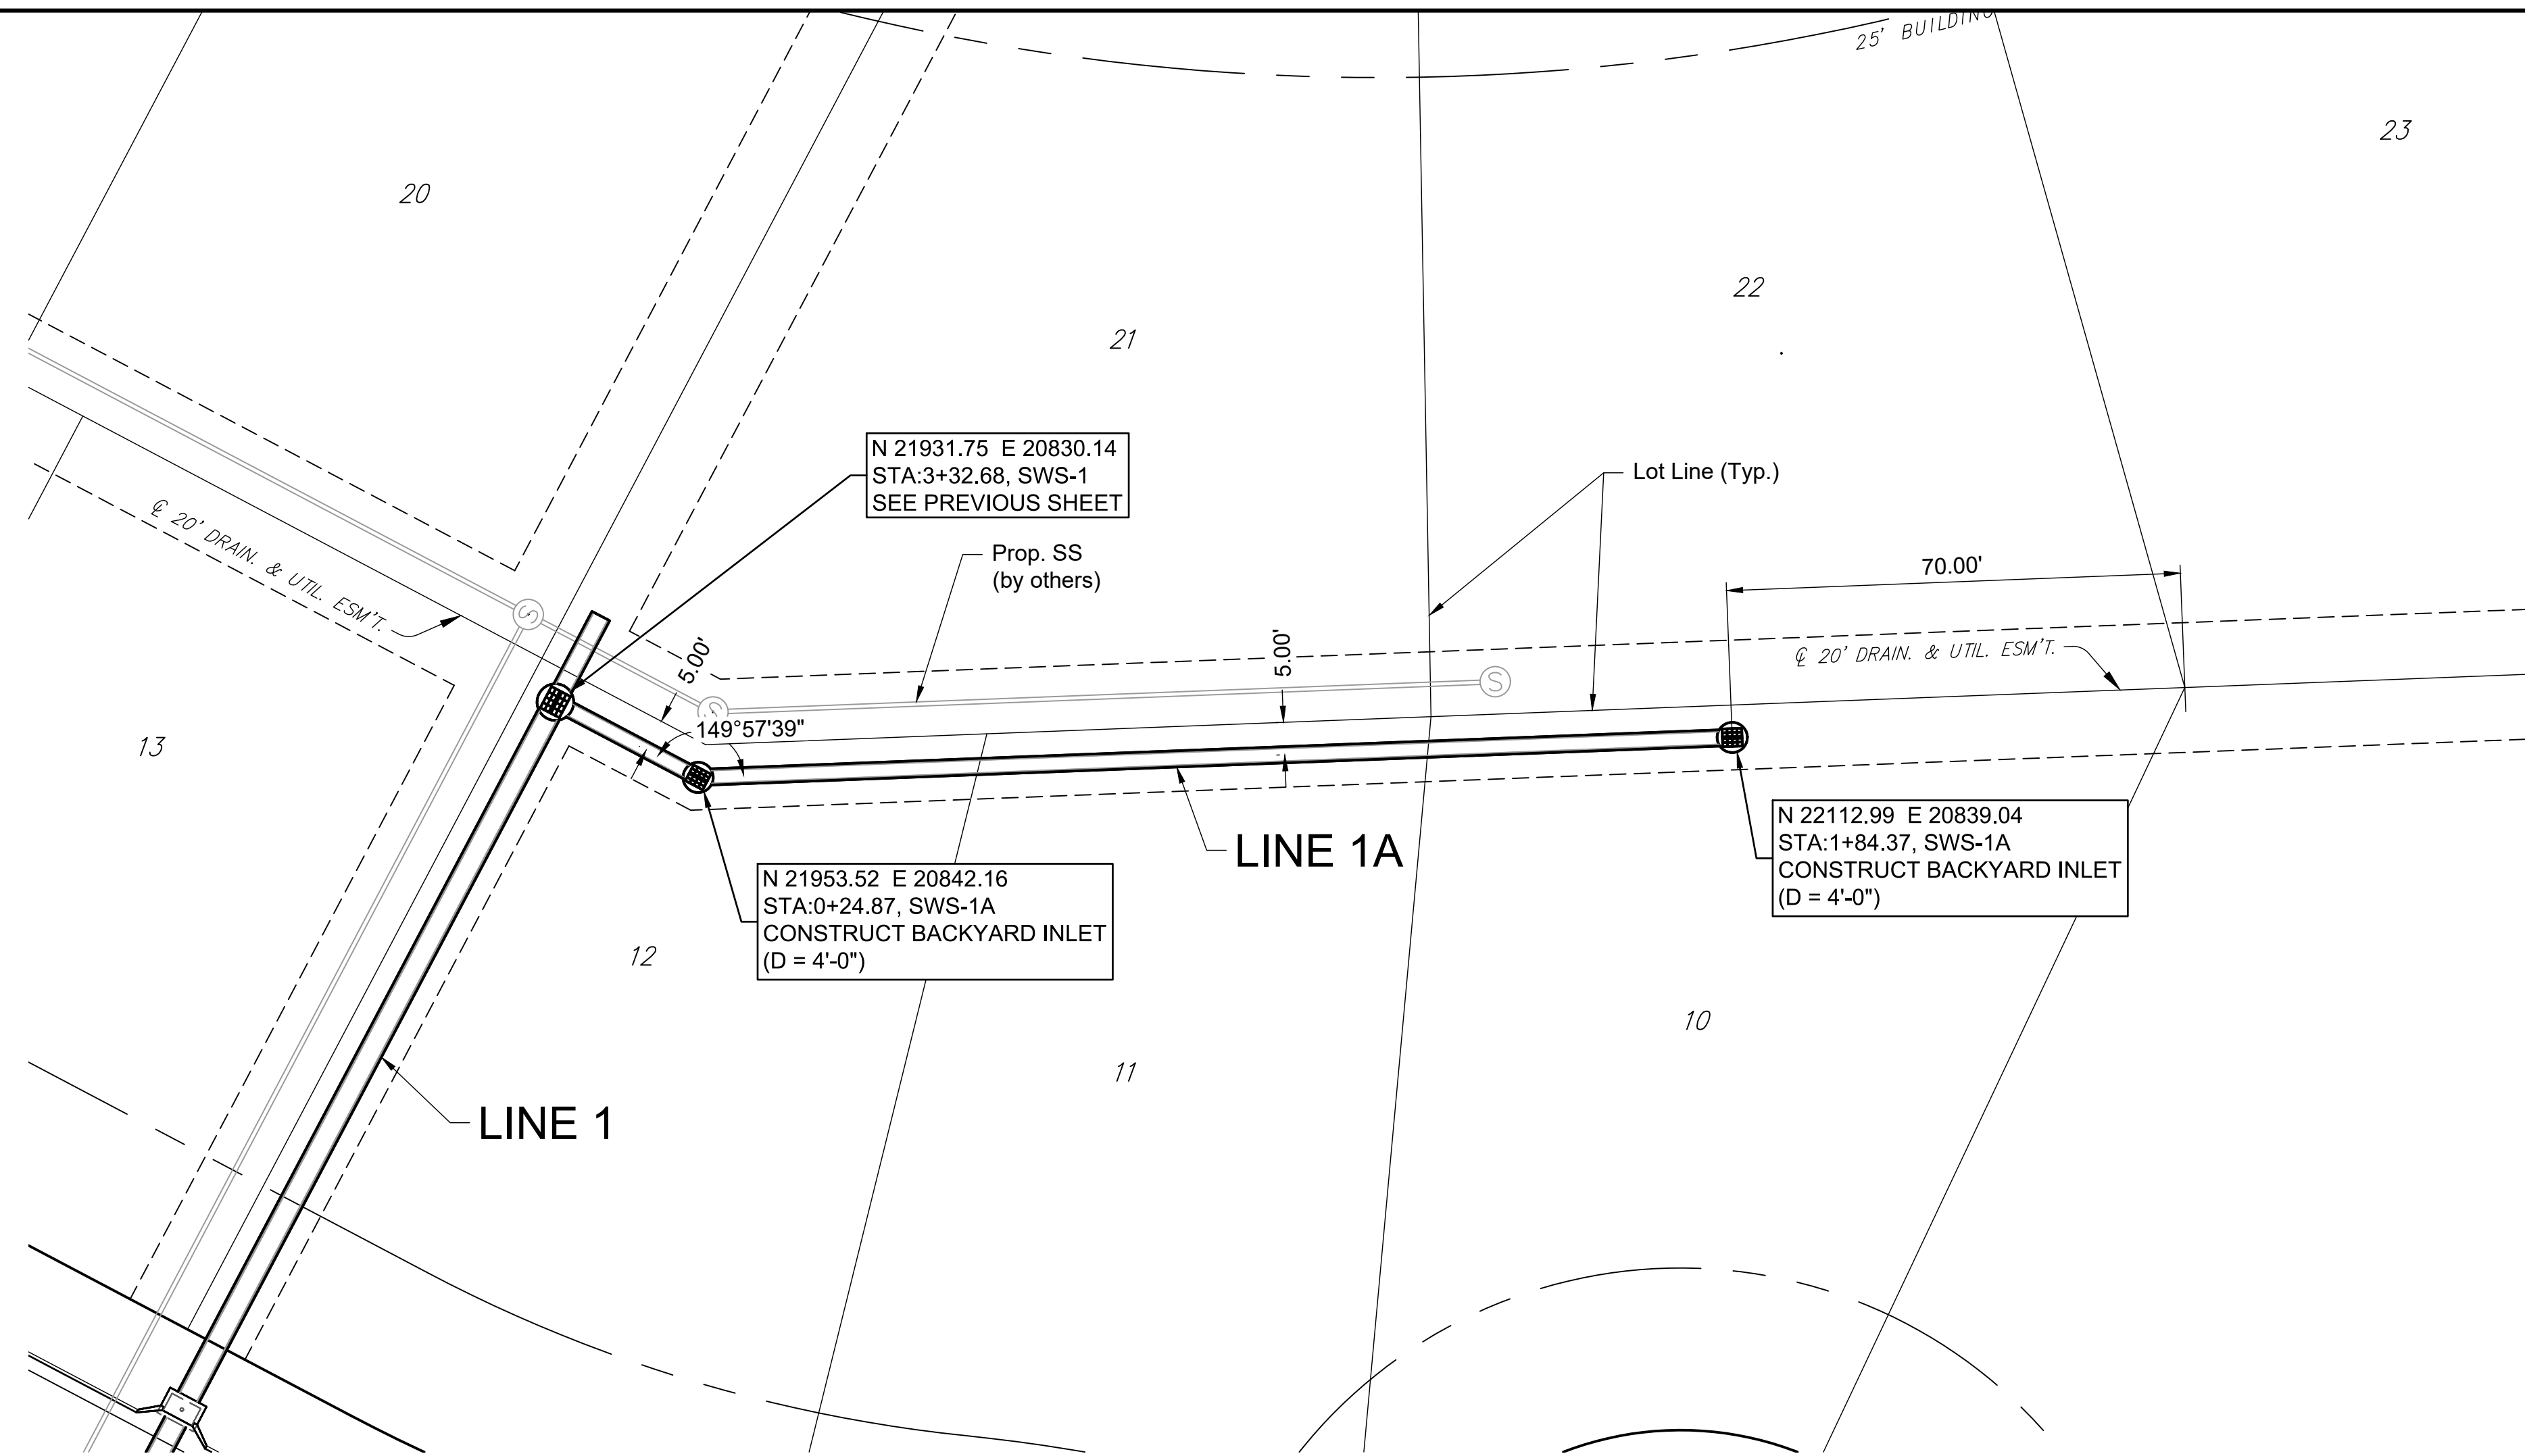 25' BUILDING
23
20
22
21
N 21931.75 E 20830.14
STA:3+32.68, SWS-1
SEE PREVIOUS SHEET
Lot Line (Typ.)
℄ 20' DRAIN. & UTIL. ESM'T.
Prop. SS
(by others)
70.00'
S
5.00'
5.00'
℄ 20' DRAIN. & UTIL. ESM'T.
S
S
149°57'39"
13
N 22112.99 E 20839.04
STA:1+84.37, SWS-1A
CONSTRUCT BACKYARD INLET
(D = 4'-0")
LINE 1A
N 21953.52 E 20842.16
STA:0+24.87, SWS-1A
CONSTRUCT BACKYARD INLET
(D = 4'-0")
12
10
11
LINE 1